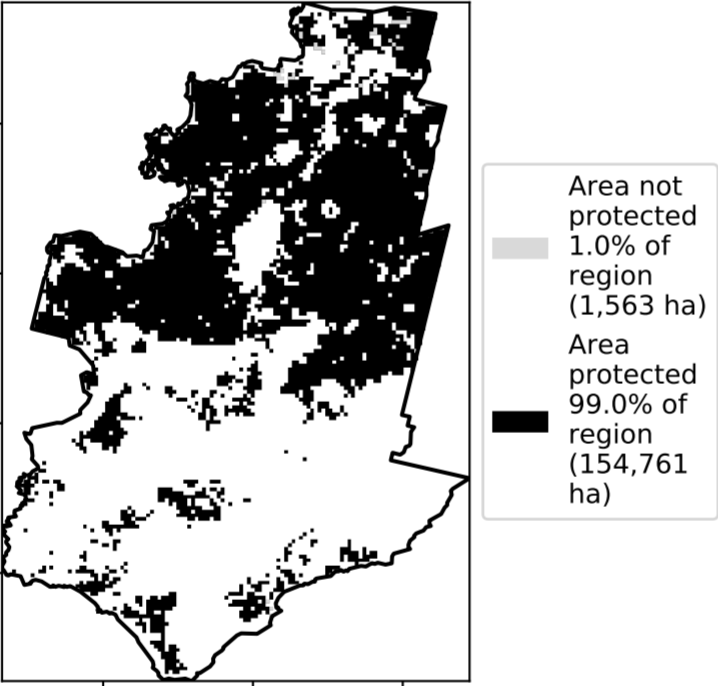 Area not
protected
1.0% of
region
(1,563 ha)
Area
protected
99.0% of
region
(154,761
ha)